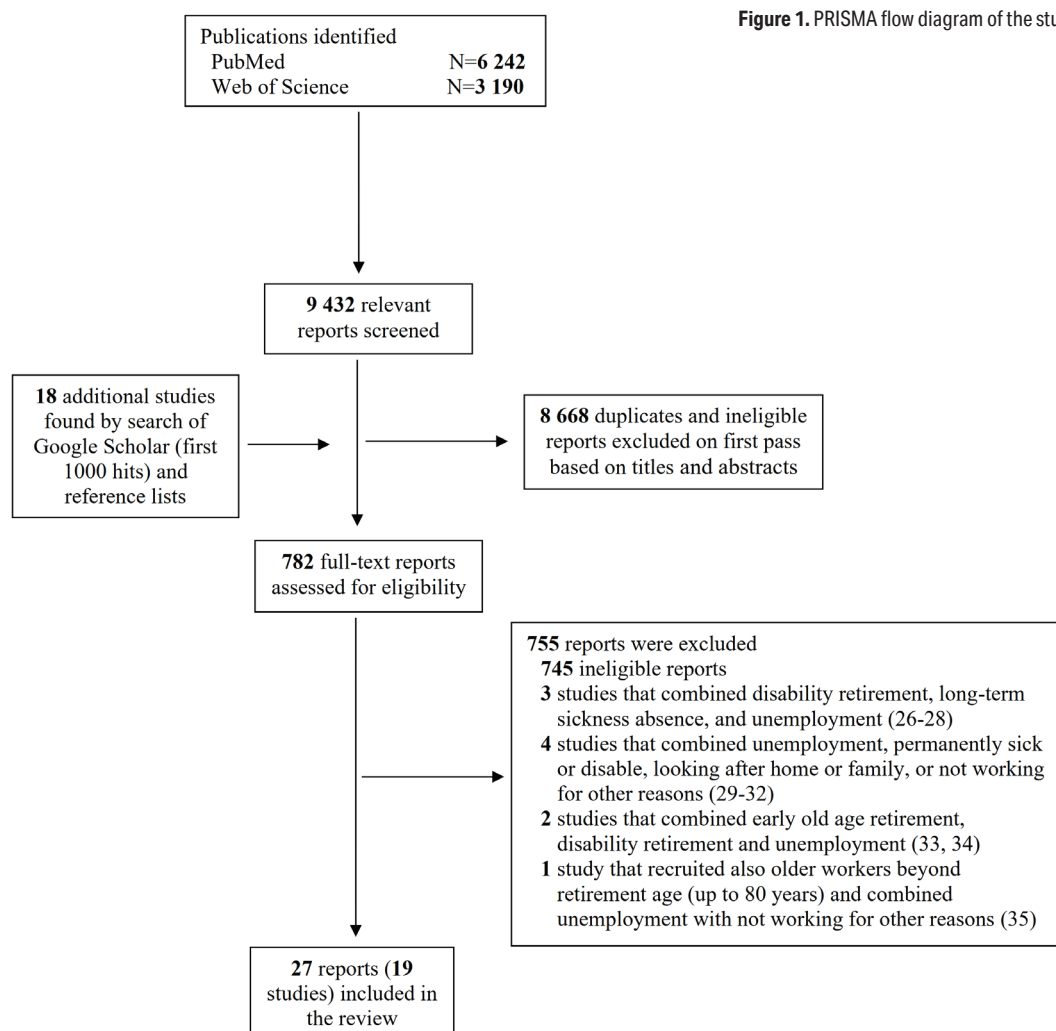 Figure 1. PRISMA flow diagram of the stu
Publications identified
PubMed N=6 242
Web of Science N=3 190
9 432 relevant
reports screened
18 additional studies
found by search of
Google Scholar (first
1000 hits) and
reference lists
8 668 duplicates and ineligible
reports excluded on first pass
based on titles and abstracts
782 full-text reports
assessed for eligibility
755 reports were excluded
745 ineligible reports
3 studies that combined disability retirement, long-term
sickness absence, and unemployment (26-28)
4 studies that combined unemployment, permanently sick
or disable, looking after home or family, or not working
for other reasons (29-32)
2 studies that combined early old age retirement,
disability retirement and unemployment (33, 34)
1 study that recruited also older workers beyond
retirement age (up to 80 years) and combined
unemployment with not working for other reasons (35)
27 reports (19
studies) included in
the review